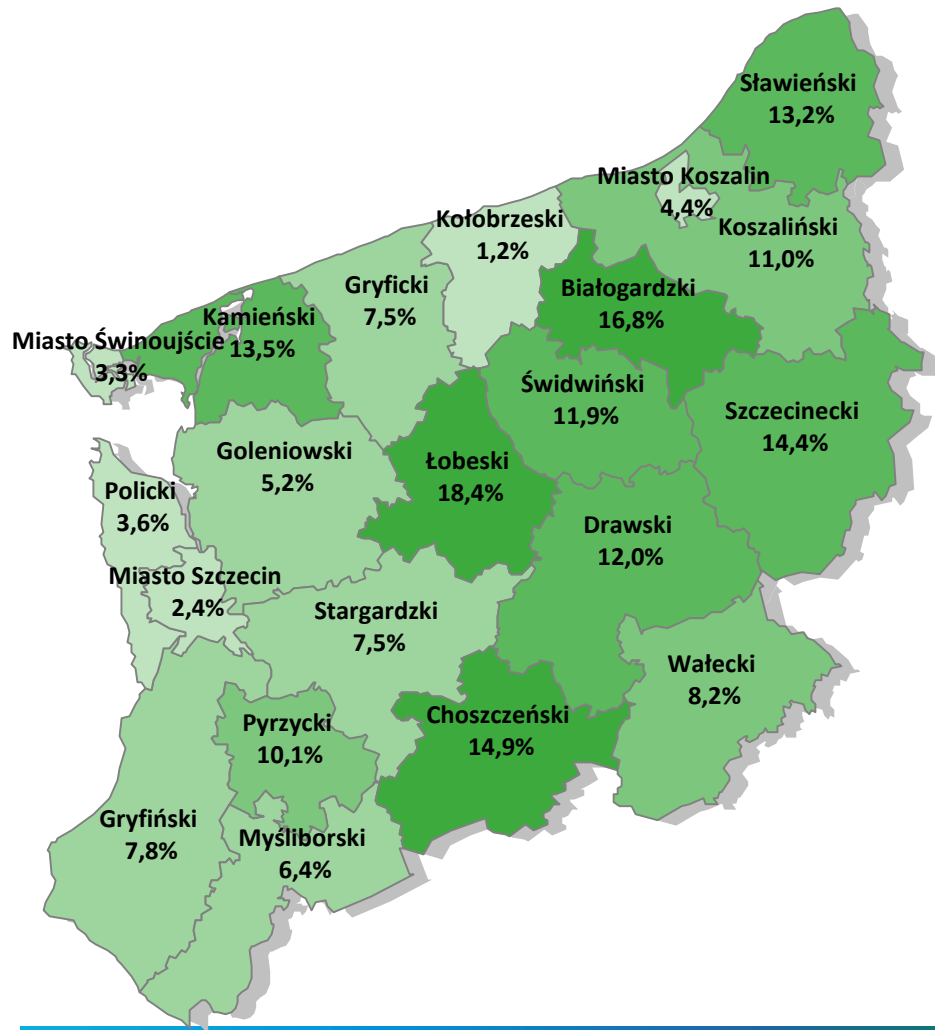 Sławieński
13,2%
Miasto Koszalin
4,4%
Kołobrzeski
1,2%
Koszaliński
11,0%
Gryficki
7,5%
Białogardzki
16,8%
Kamieński
13,5%
Miasto Świnoujście
3,3%
Świdwiński
11,9%
Szczecinecki
14,4%
Goleniowski
5,2%
Łobeski
18,4%
Policki
3,6%
Drawski
12,0%
Miasto Szczecin
2,4%
Stargardzki
7,5%
Wałecki
8,2%
Choszczeński
14,9%
Pyrzycki
10,1%
Gryfiński
7,8%
Myśliborski
6,4%